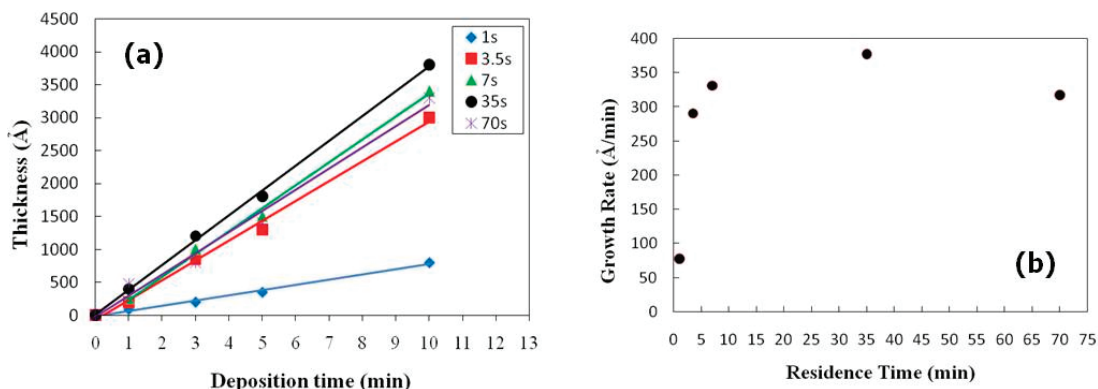 (a)
4500
4000
3500
3000
2500
2000
1500
1000
500
0
Thickness (Å)
0 1 2 3 4 5 6 7 8 9 10 11 12 13
Deposition time (min)
1s
3.5s
7s
35s
70s
400
350
300
250
200
150
100
50
0
Growth Rate (Å/min)
(b)
0 5 10 15 20 25 30 35 40 45 50 55 60 65 70 75
Residence Time (min)